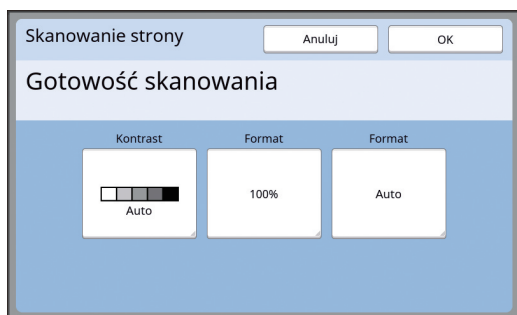 Skanowanie strony Anuluj OK
Gotowość skanowania
Kontrast Format Format
Auto 100% Auto